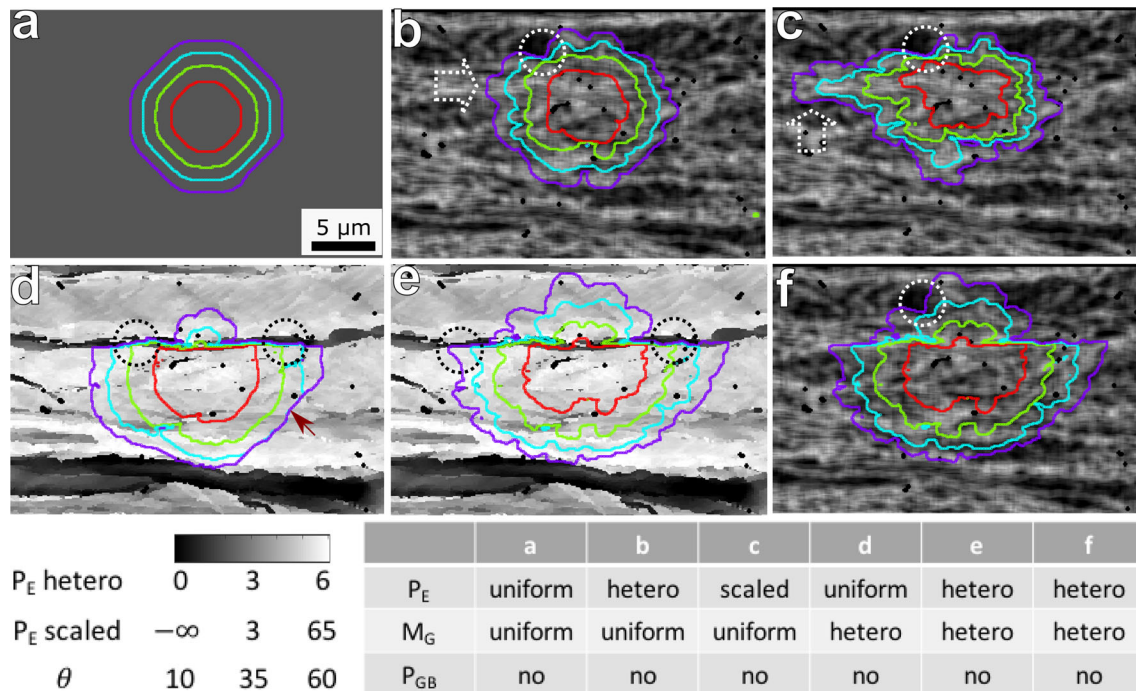 a
b
c
5 μm
d
e
f
P_E hetero 0 3 6
P_E scaled −∞ 3 65
θ 10 35 60
a b c d e f
P_E uniform hetero scaled uniform hetero hetero
M_G uniform uniform uniform hetero hetero hetero
P_GB no no no no no no